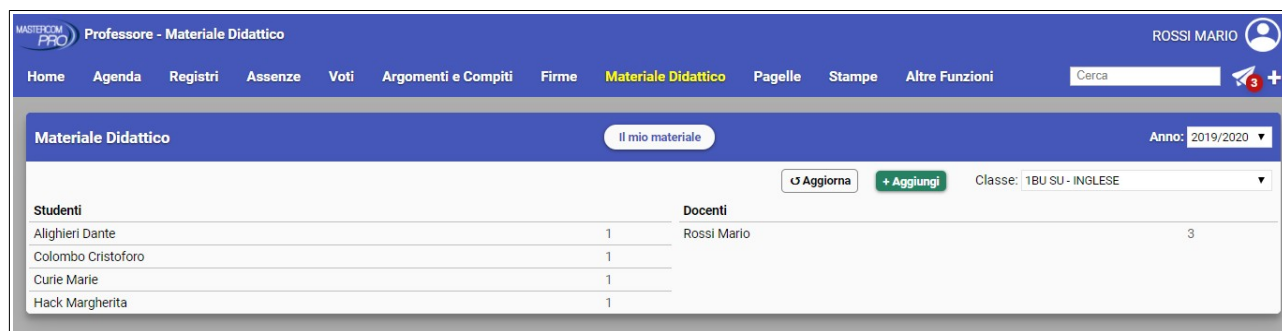 MASTERCOM PRO Professore - Materiale Didattico ROSSI MARIO
Home Agenda Registri Assenze Voti Argomenti e Compiti Firme Materiale Didattico Pagelle Stampe Altre Funzioni Cerca 3 +
Materiale Didattico Il mio materiale Anno: 2019/2020
Aggiorna + Aggiungi Classe: 1BU SU - INGLESE
Studenti Docenti
Alighieri Dante 1 Rossi Mario 3
Colombo Cristoforo 1
Curie Marie 1
Hack Margherita 1